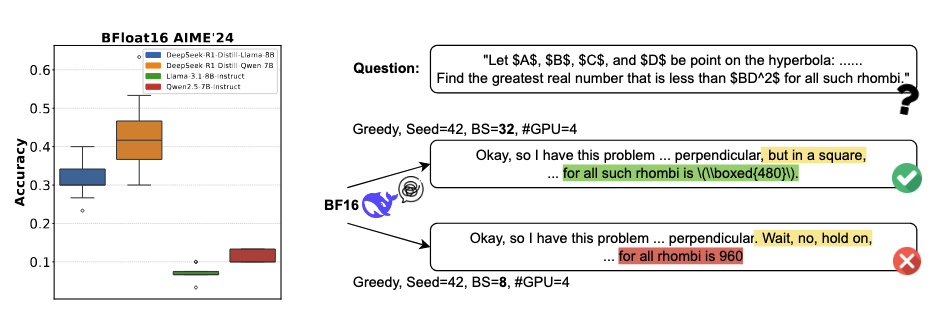 BFloat16 AIME'24
DeepSeek-R1-Distill-Llama-8B
DeepSeek-R1-Distill-Qwen-7B
Llama-3.1-8B-Instruct
Qwen2.5-7B-Instruct
Accuracy
0.6
0.5
0.4
0.3
0.2
0.1
Question:
"Let $A$, $B$, $C$, and $D$ be point on the hyperbola: ......
Find the greatest real number that is less than $BD^2$ for all such rhombi."
?
Greedy, Seed=42, BS=32, #GPU=4
Okay, so I have this problem ... perpendicular, but in a square,
... for all such rhombi is \(\\boxed{480}\).
BF16
Okay, so I have this problem ... perpendicular. Wait, no, hold on,
... for all rhombi is 960
Greedy, Seed=42, BS=8, #GPU=4